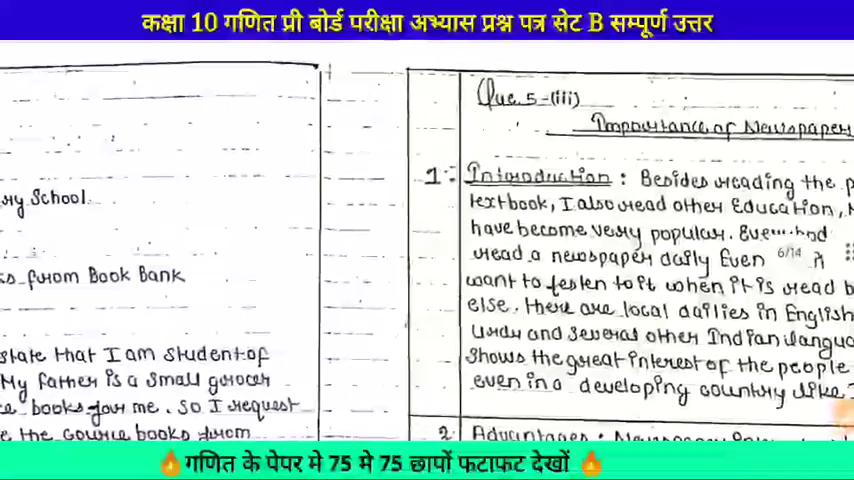 कक्षा 10 गणित प्री बोर्ड परीक्षा अभ्यास प्रश्न पत्र सेट B सम्पूर्ण उत्तर
ry School
ss from Book Bank
state that I am student of
My father is a small grocer
e books for me. So I request
e the course books from
Que. 5-(iii)
Importance of Newspaper
1:- Introduction : Besides reading the p
textbook, I also read other Education,
have become very popular.
read a newspaper daily Even
6/14
want to festen to it when it is read b
else. there are local dailies in English
Urdu and several other Indian langua
shows the great interest of the people
even in a developing country like
2. Advantages :
🔥गणित के पेपर मे 75 मे 75 छापों फटाफट देखों 🔥